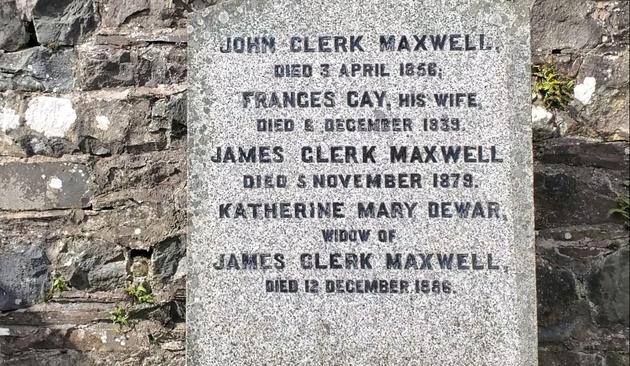 JOHN CLERK MAXWELL,
DIED 3 APRIL 1856;
FRANCES CAY, HIS WIFE,
DIED 6 DECEMBER 1839.
JAMES CLERK MAXWELL
DIED 5 NOVEMBER 1879.
KATHERINE MARY DEWAR,
WIDOW OF
JAMES CLERK MAXWELL,
DIED 12 DECEMBER 1886.